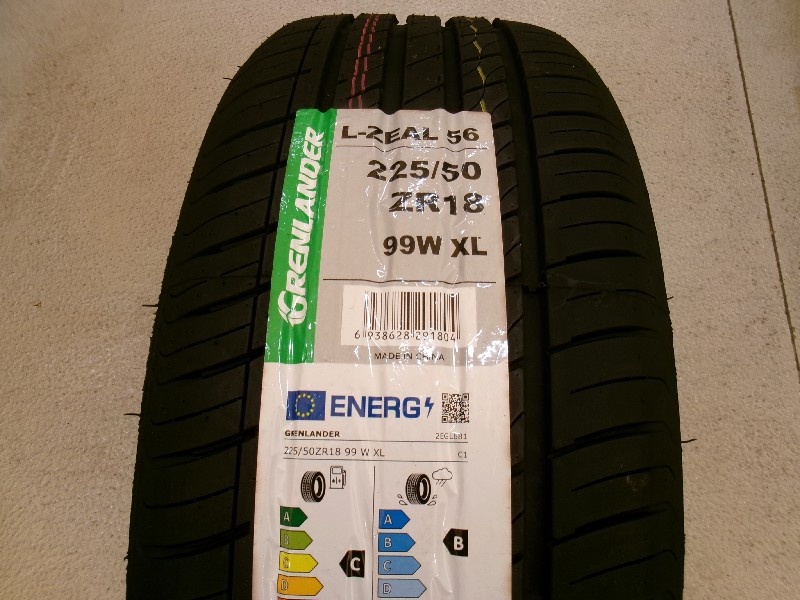 GRENLANDER
L-ZEAL 56
225/50
ZR18
99W XL
6 938628 291804
MADE IN CHINA
ENERG
GRENLANDER
225/50ZR18 99 W XL
C1
A
B
C
D
C
A
B
C
D
B